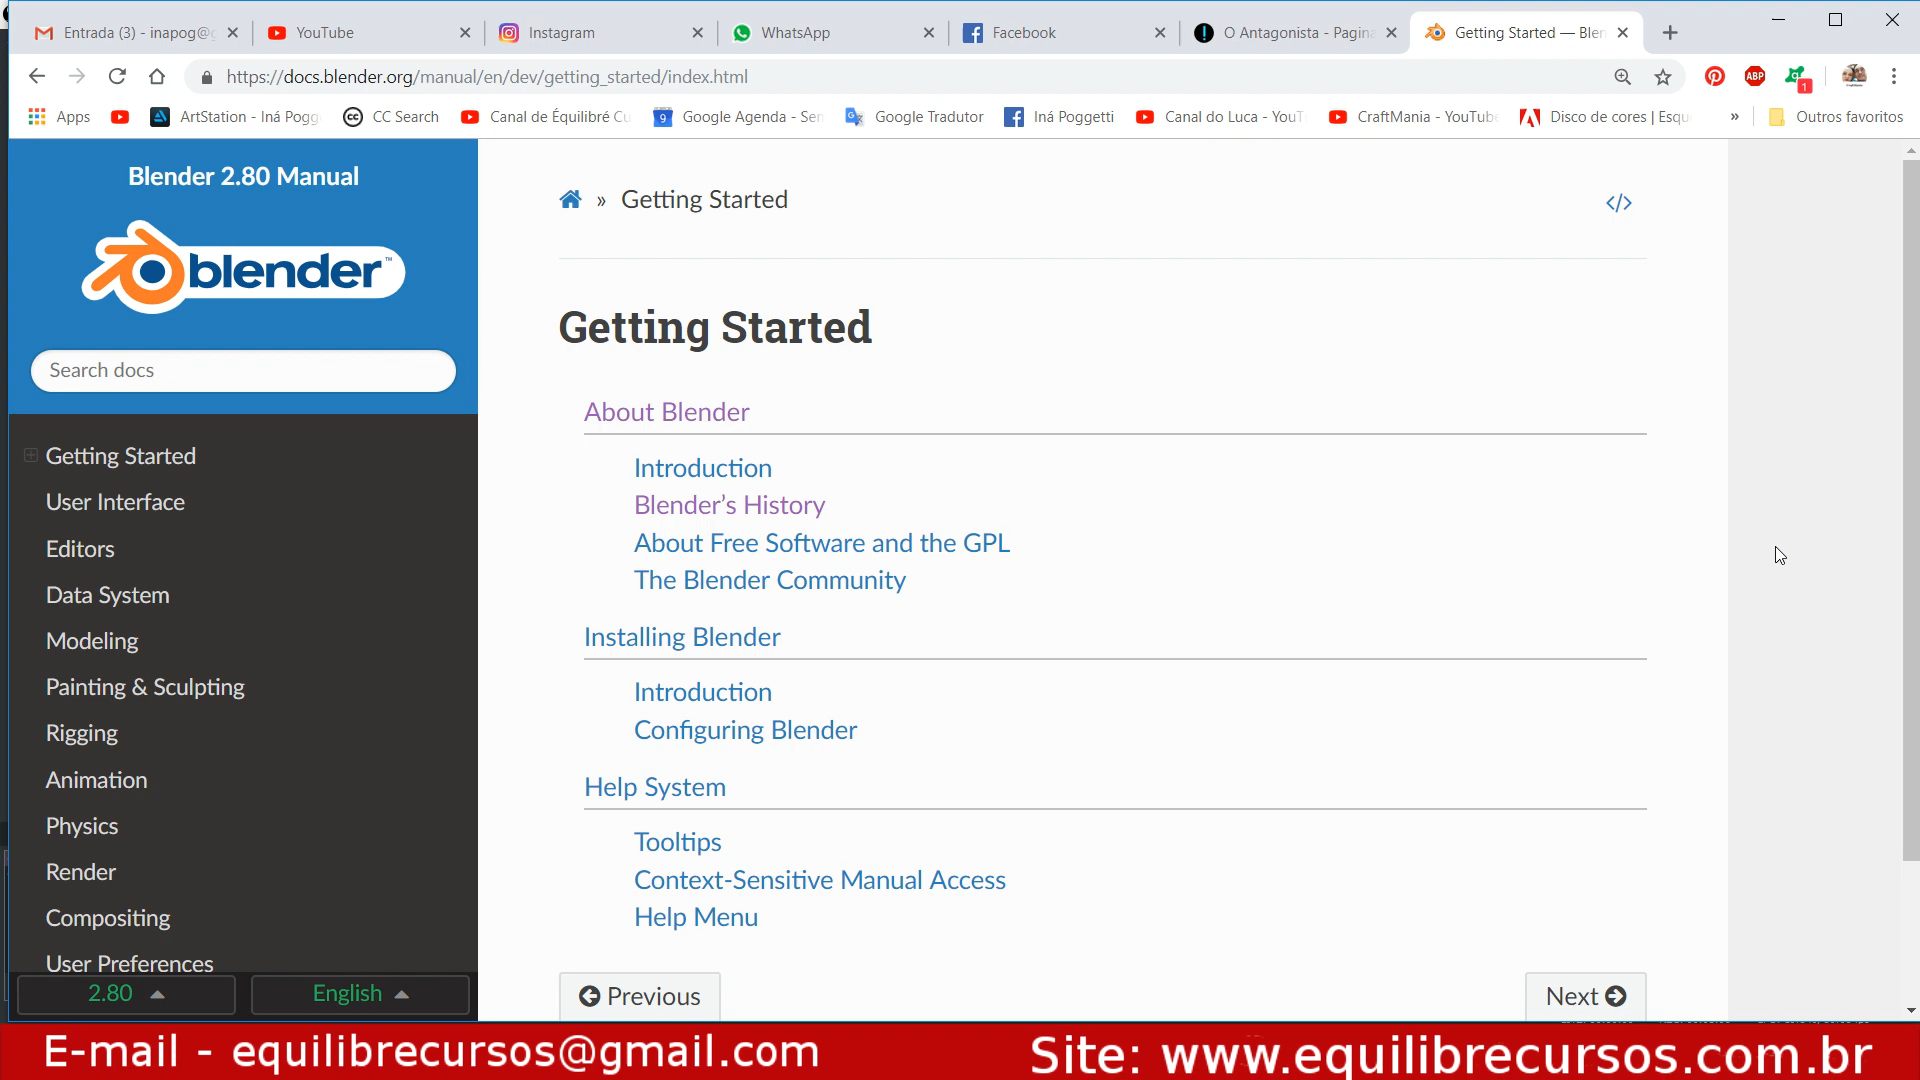 Entrada (3) - inapog@g
YouTube
Instagram
WhatsApp
Facebook
O Antagonista - Pagina
Getting Started — Blen
https://docs.blender.org/manual/en/dev/getting_started/index.html
ABP
1
Apps
ArtStation - Iná Pogg
CC Search
Canal de Équilibré Cu
9
Google Agenda - Sen
Google Tradutor
Iná Poggetti
Canal do Luca - YouT
CraftMania - YouTube
Disco de cores | Esqu
»
Outros favoritos
Blender 2.80 Manual
blender™
Search docs
Getting Started
User Interface
Editors
Data System
Modeling
Painting & Sculpting
Rigging
Animation
Physics
Render
Compositing
User Preferences
2.80
English
» Getting Started
</>
Getting Started
About Blender
Introduction
Blender’s History
About Free Software and the GPL
The Blender Community
Installing Blender
Introduction
Configuring Blender
Help System
Tooltips
Context-Sensitive Manual Access
Help Menu
Previous
Next
E-mail - equilibrecursos@gmail.com
Site: www.equilibrecursos.com.br